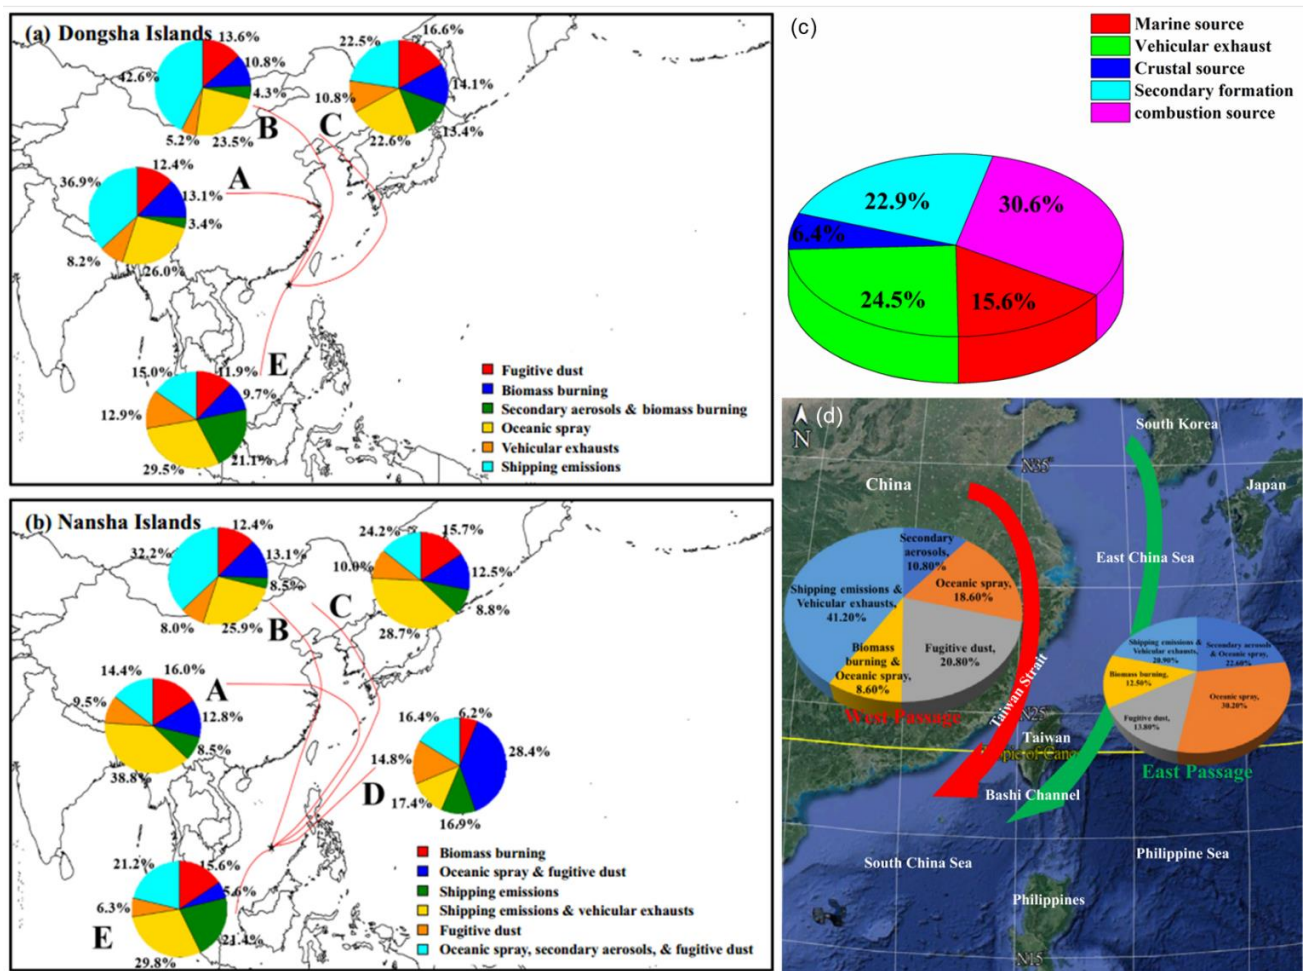 (a) Dongsha Islands
13.6%
10.8%
4.3%
23.5%
5.2%
42.6%
B
16.6%
14.1%
13.4%
22.6%
10.8%
22.5%
C
12.4%
13.1%
3.4%
26.0%
8.2%
36.9%
A
11.9%
9.7%
21.1%
29.5%
12.9%
15.0%
E
Fugitive dust
Biomass burning
Secondary aerosols & biomass burning
Oceanic spray
Vehicular exhausts
Shipping emissions
(b) Nansha Islands
12.4%
13.1%
8.5%
25.9%
8.0%
32.2%
B
15.7%
12.5%
8.8%
28.7%
10.0%
24.2%
C
16.0%
12.8%
8.5%
38.8%
9.5%
14.4%
A
6.2%
28.4%
16.9%
17.4%
14.8%
16.4%
D
15.6%
5.6%
21.4%
29.8%
6.3%
21.2%
E
Biomass burning
Oceanic spray & fugitive dust
Shipping emissions
Shipping emissions & vehicular exhausts
Fugitive dust
Oceanic spray, secondary aerosols, & fugitive dust
(c)
Marine source
Vehicular exhaust
Crustal source
Secondary formation
combustion source
22.9%
30.6%
6.4%
24.5%
15.6%
(d)
N
South Korea
N35°
China
Japan
East China Sea
Secondary
aerosols,
10.80%
Oceanic spray,
18.60%
Shipping emissions &
Vehicular exhausts,
41.20%
Fugitive dust,
20.80%
Biomass
burning &
Oceanic spray,
8.60%
West Passage
Taiwan Strait
Shipping emissions &
Vehicular exhausts,
20.90%
Secondary aerosols
& Oceanic spray,
22.60%
Biomass burning,
12.50%
Oceanic spray,
30.20%
Fugitive dust,
13.80%
East Passage
N25
Taiwan
pic of Canc
Bashi Channel
South China Sea
Philippine Sea
Philippines
N15